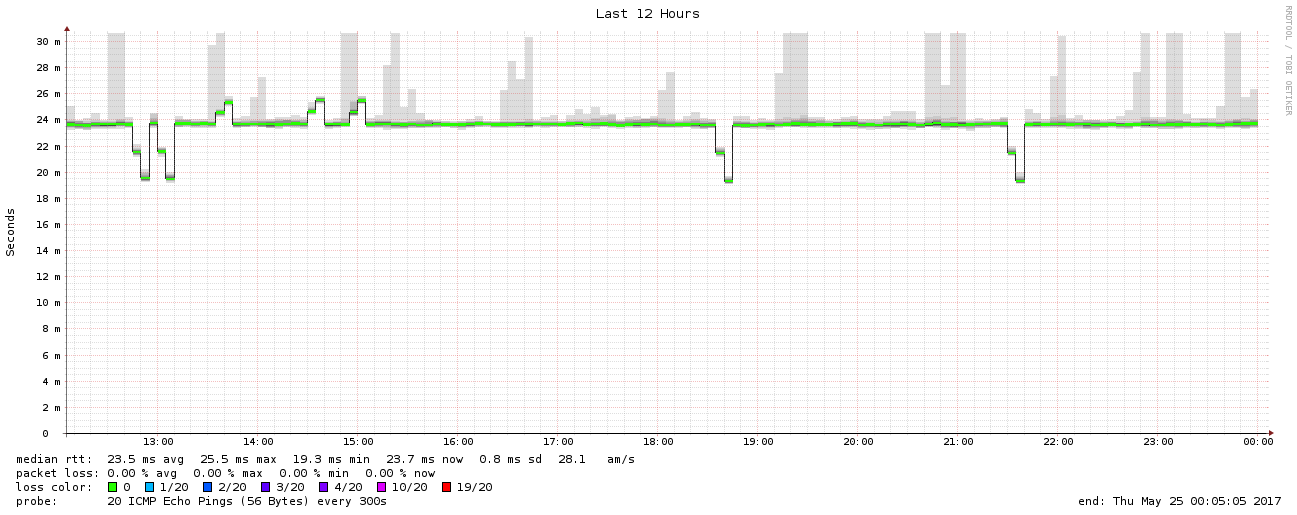 Last 12 Hours
RRDTOOL / TOBI OETIKER
Seconds
30 m
28 m
26 m
24 m
22 m
20 m
18 m
16 m
14 m
12 m
10 m
8 m
6 m
4 m
2 m
0
13:00 14:00 15:00 16:00 17:00 18:00 19:00 20:00 21:00 22:00 23:00 00:00
median rtt: 23.5 ms avg 25.5 ms max 19.3 ms min 23.7 ms now 0.8 ms sd 28.1 am/s
packet loss: 0.00 % avg 0.00 % max 0.00 % min 0.00 % now
loss color: 0 1/20 2/20 3/20 4/20 10/20 19/20
probe: 20 ICMP Echo Pings (56 Bytes) every 300s end: Thu May 25 00:05:05 2017